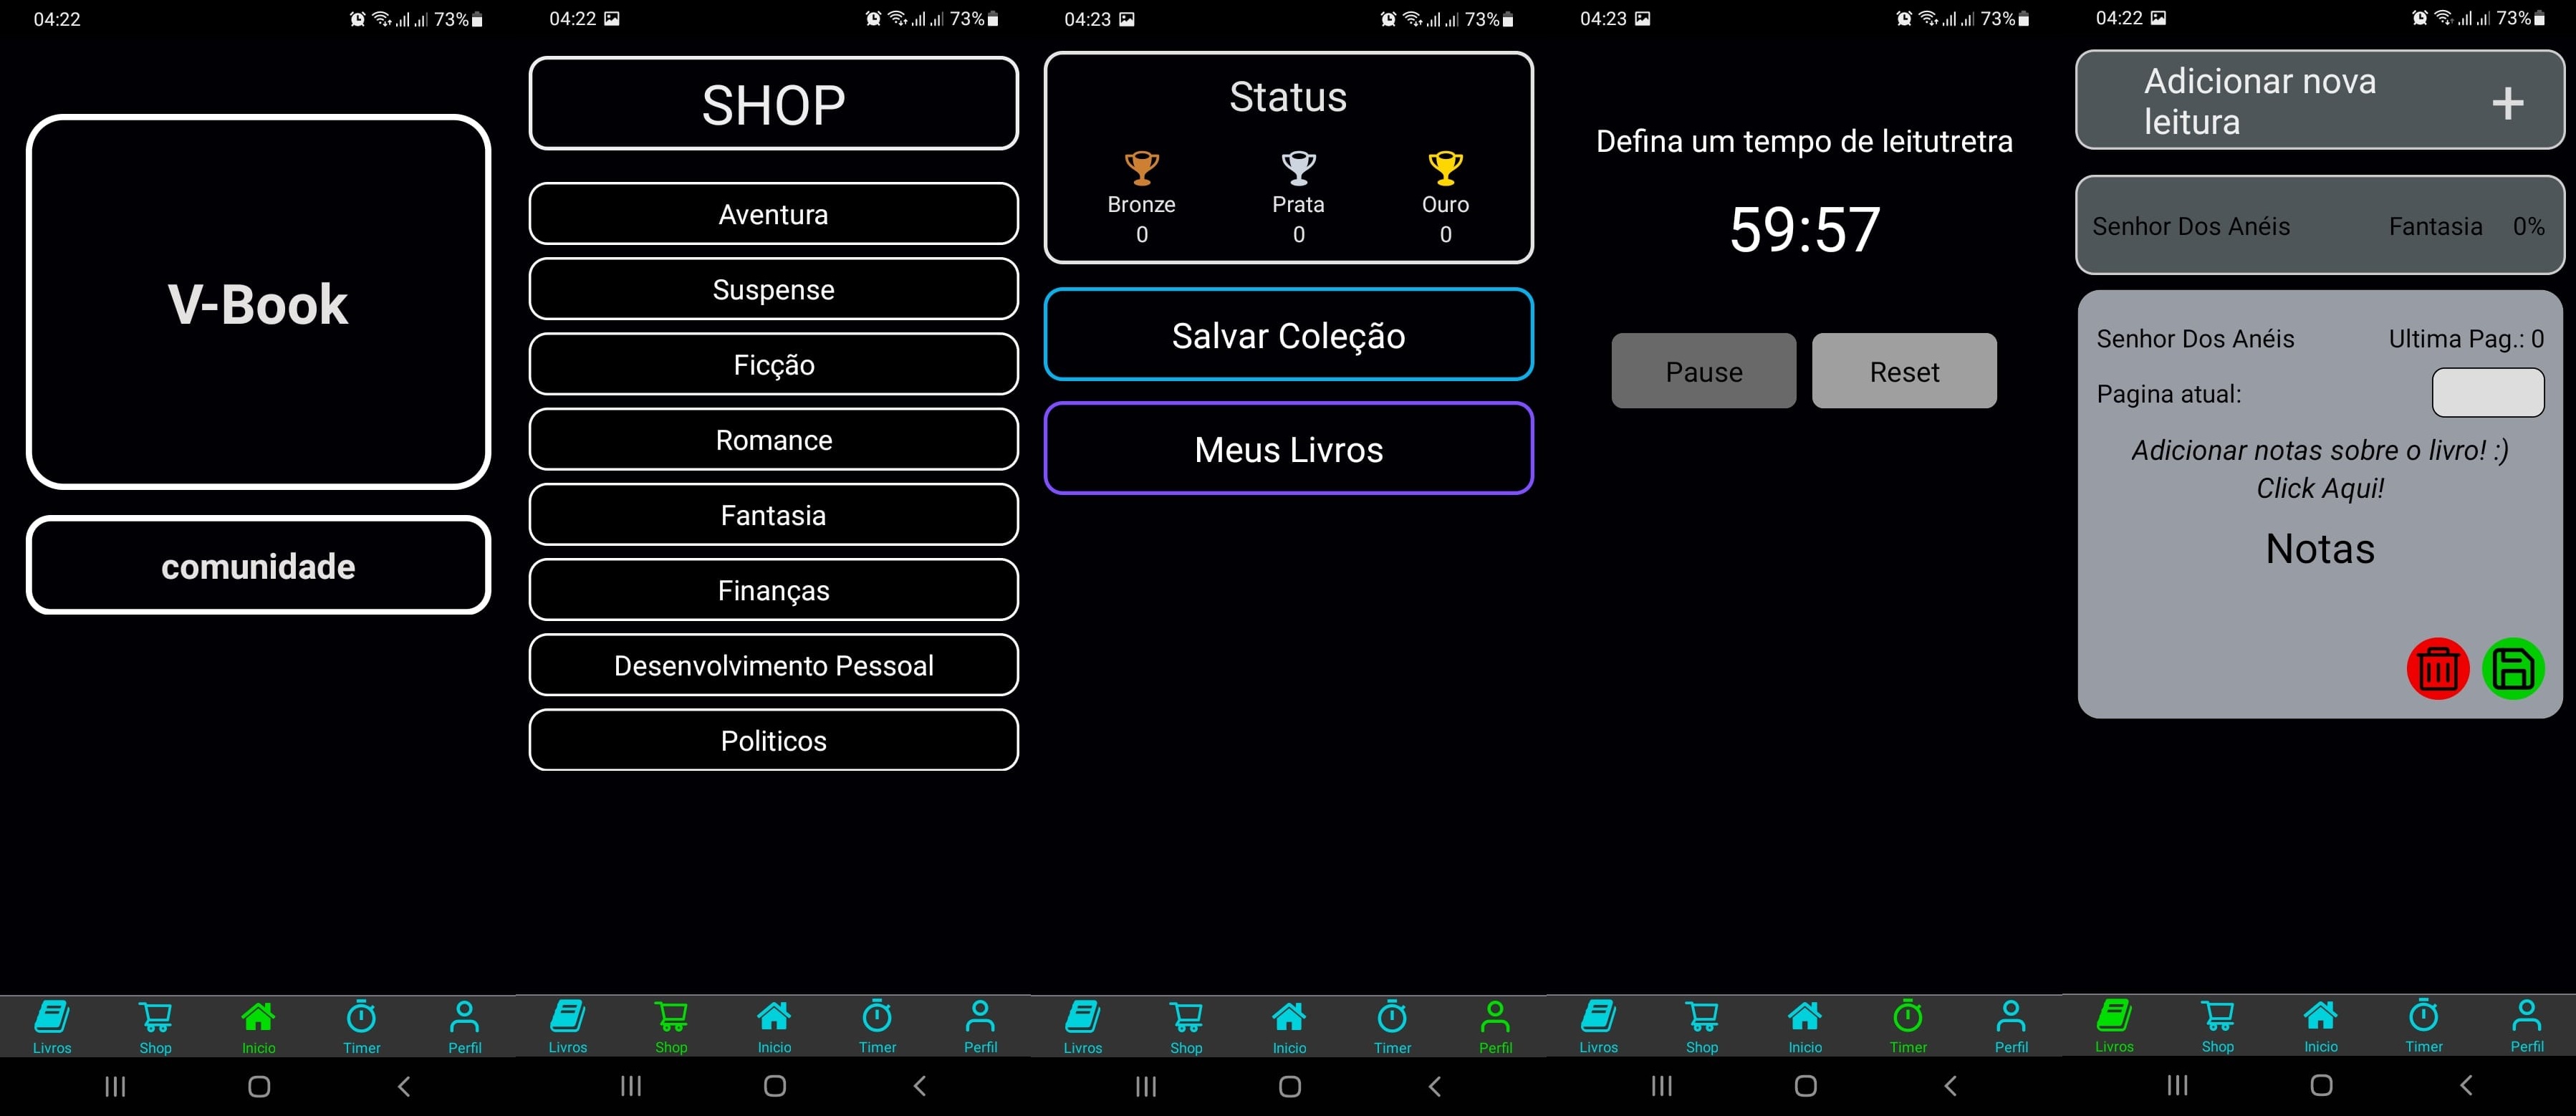 04:22
73%
V-Book
comunidade
Livros
Shop
Inicio
Timer
Perfil
04:22
73%
SHOP
Aventura
Suspense
Ficção
Romance
Fantasia
Finanças
Desenvolvimento Pessoal
Politicos
Livros
Shop
Inicio
Timer
Perfil
04:23
73%
Status
Bronze
Prata
Ouro
0
0
0
Salvar Coleção
Meus Livros
Livros
Shop
Inicio
Timer
Perfil
04:23
73%
Defina um tempo de leitutretra
59:57
Pause
Reset
Livros
Shop
Inicio
Timer
Perfil
04:22
73%
Adicionar nova
leitura
+
Senhor Dos Anéis
Fantasia
0%
Senhor Dos Anéis
Ultima Pag.: 0
Pagina atual:
Adicionar notas sobre o livro! :)
Click Aqui!
Notas
Livros
Shop
Inicio
Timer
Perfil